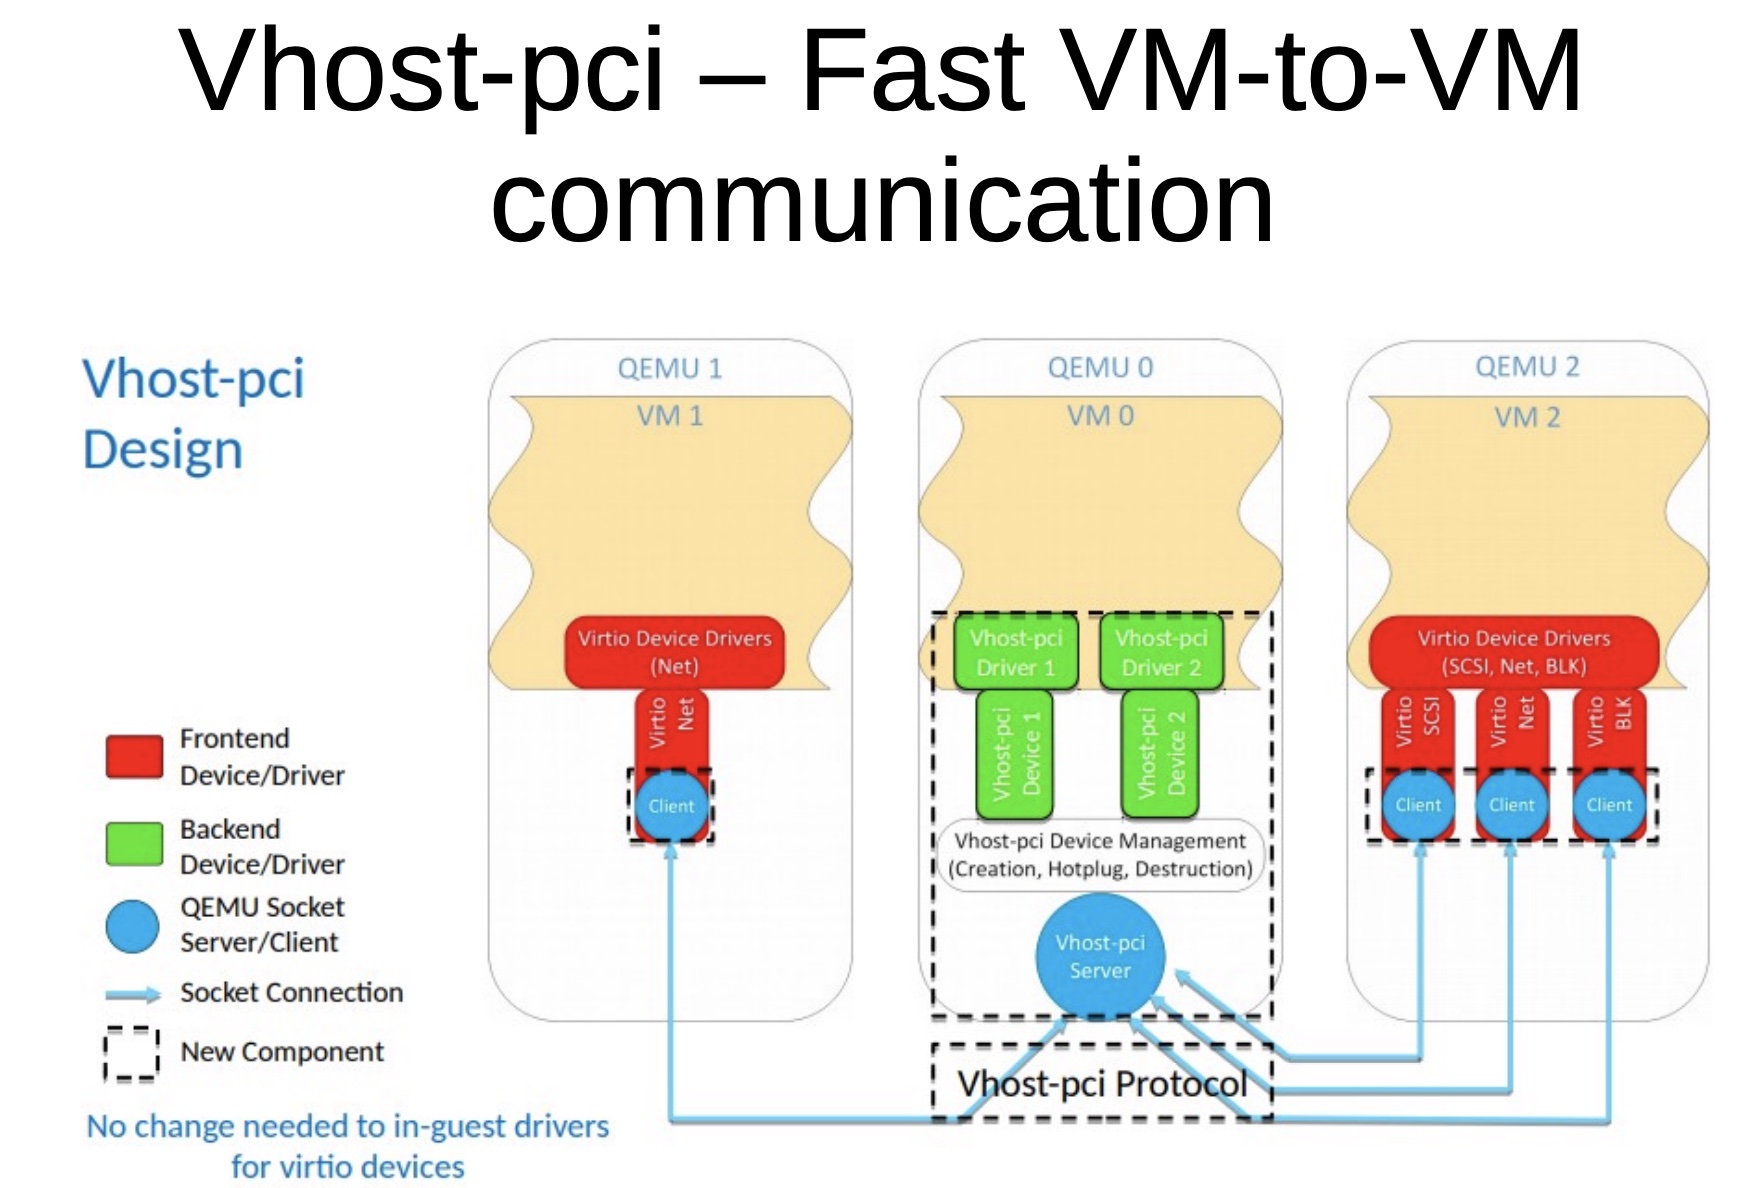 Vhost-pci – Fast VM-to-VM
communication
Vhost-pci
Design
QEMU 1
VM 1
Virtio Device Drivers
(Net)
Virtio
Net
Client
QEMU 0
VM 0
Vhost-pci
Driver 1
Vhost-pci
Driver 2
Vhost-pci
Device 1
Vhost-pci
Device 2
Vhost-pci Device Management
(Creation, Hotplug, Destruction)
Vhost-pci
Server
Vhost-pci Protocol
QEMU 2
VM 2
Virtio Device Drivers
(SCSI, Net, BLK)
Virtio
SCSI
Virtio
Net
Virtio
BLK
Client
Client
Client
Frontend
Device/Driver
Backend
Device/Driver
QEMU Socket
Server/Client
Socket Connection
New Component
No change needed to in-guest drivers
for virtio devices